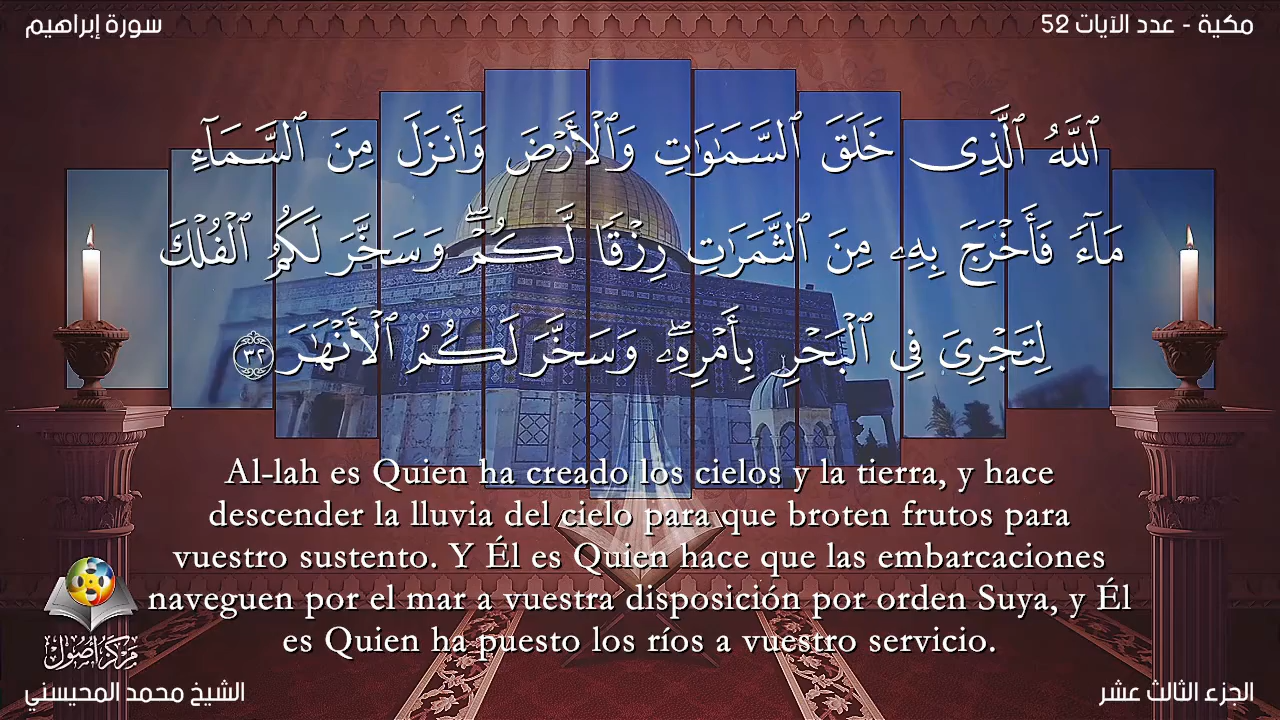 سورة إبراهيم
مكية - عدد الآيات 52
ٱللَّهُ ٱلَّذِى خَلَقَ ٱلسَّمَـٰوَٰتِ وَٱلْأَرْضَ وَأَنزَلَ مِنَ ٱلسَّمَآءِ
مَآءً فَأَخْرَجَ بِهِۦ مِنَ ٱلثَّمَرَٰتِ رِزْقًا لَّكُمْ ۖ وَسَخَّرَ لَكُمُ ٱلْفُلْكَ
لِتَجْرِىَ فِى ٱلْبَحْرِ بِأَمْرِهِۦ ۖ وَسَخَّرَ لَكُمُ ٱلْأَنْهَـٰرَ ٣٢
Al-lah es Quien ha creado los cielos y la tierra, y hace
descender la lluvia del cielo para que broten frutos para
vuestro sustento. Y Él es Quien hace que las embarcaciones
naveguen por el mar a vuestra disposición por orden Suya, y Él
es Quien ha puesto los ríos a vuestro servicio.
مركز أصول
الشيخ محمد المحيسني
الجزء الثالث عشر